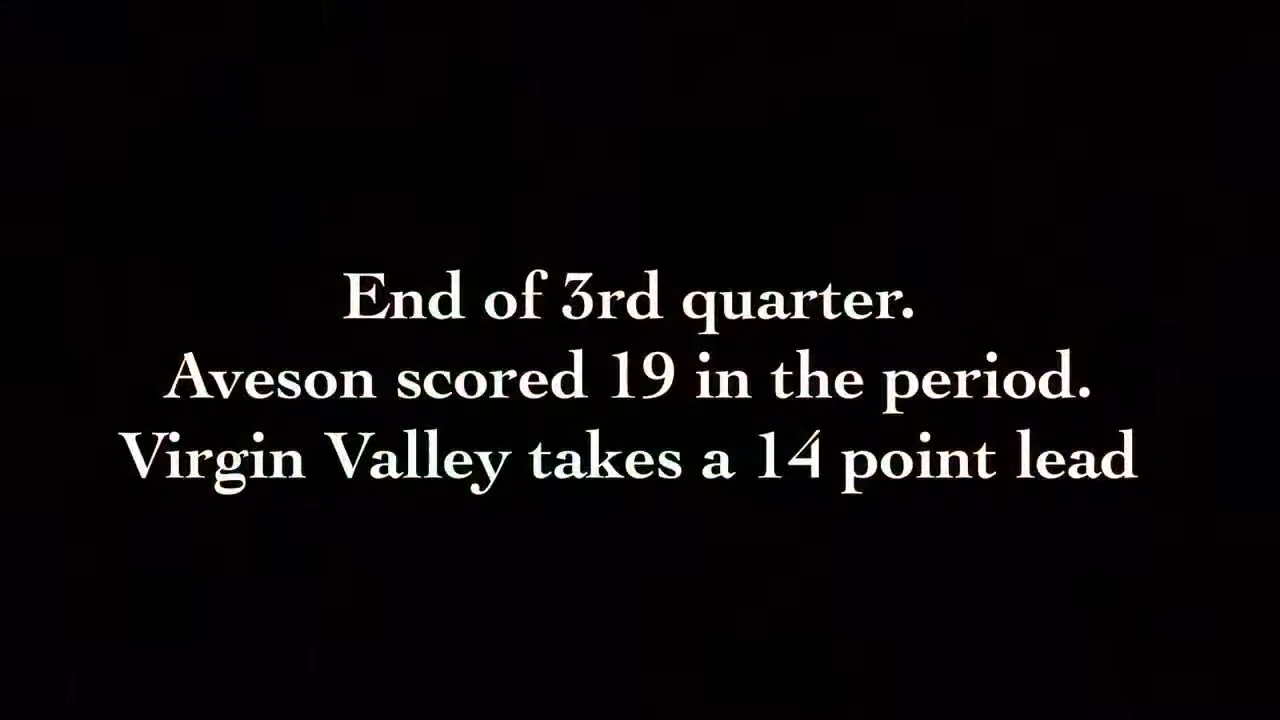 End of 3rd quarter.
Aveson scored 19 in the period.
Virgin Valley takes a 14 point lead